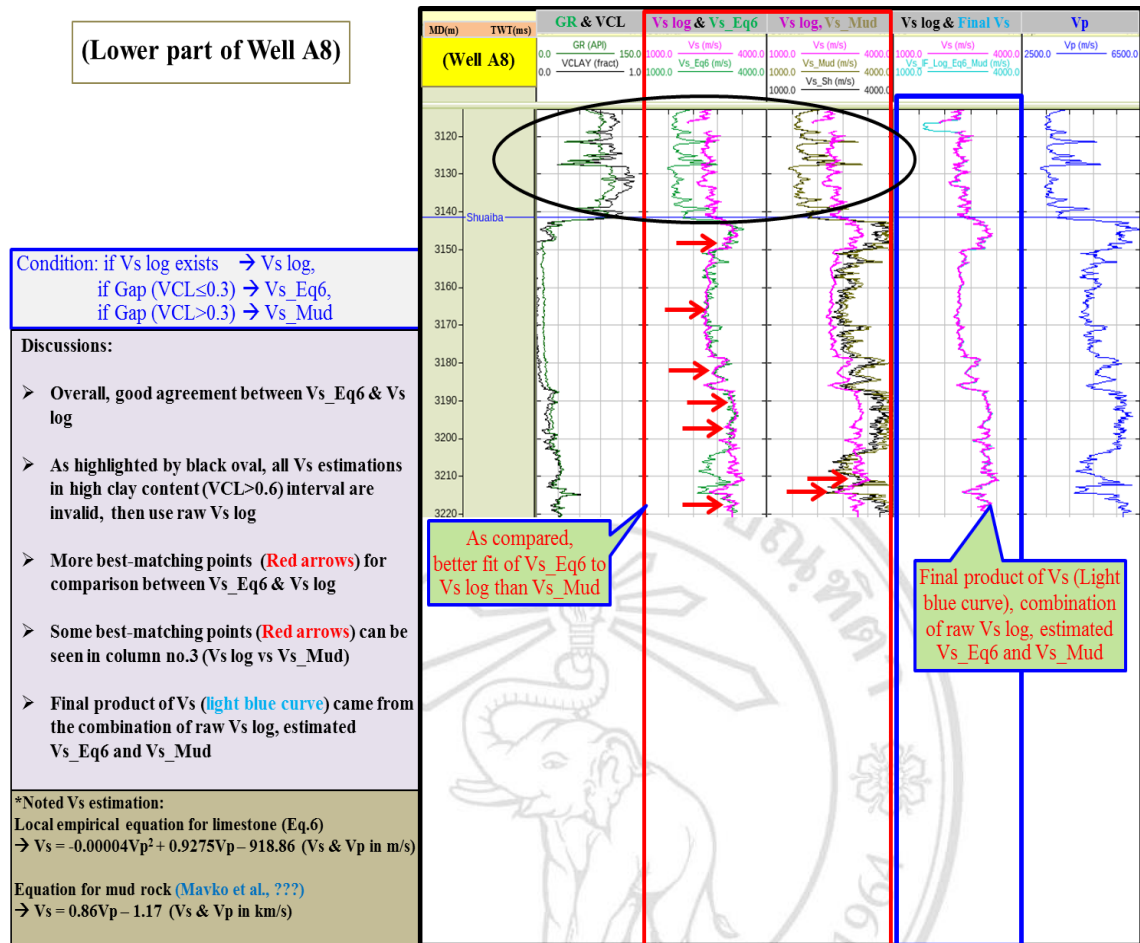 (Lower part of Well A8)
Condition: if Vs log exists → Vs log,
if Gap (VCL≤0.3) → Vs_Eq6,
if Gap (VCL>0.3) → Vs_Mud
Discussions:
➢ Overall, good agreement between Vs_Eq6 & Vs
log
➢ As highlighted by black oval, all Vs estimations
in high clay content (VCL>0.6) interval are
invalid, then use raw Vs log
➢ More best-matching points (Red arrows) for
comparison between Vs_Eq6 & Vs log
➢ Some best-matching points (Red arrows) can be
seen in column no.3 (Vs log vs Vs_Mud)
➢ Final product of Vs (light blue curve) came from
the combination of raw Vs log, estimated
Vs_Eq6 and Vs_Mud
*Noted Vs estimation:
Local empirical equation for limestone (Eq.6)
→ Vs = -0.00004Vp² + 0.9275Vp – 918.86 (Vs & Vp in m/s)
Equation for mud rock (Mavko et al., ???)
→ Vs = 0.86Vp – 1.17 (Vs & Vp in km/s)
MD(m) TWT(ms)
(Well A8)
GR & VCL
GR (API)
0.0 150.0
VCLAY (fract)
0.0 1.0
Vs log & Vs_Eq6
Vs (m/s)
1000.0 4000.0
Vs_Eq6 (m/s)
1000.0 4000.0
Vs log, Vs_Mud
Vs (m/s)
1000.0 4000.0
Vs_Mud (m/s)
1000.0 4000.0
Vs_Sh (m/s)
1000.0 4000.0
Vs log & Final Vs
Vs (m/s)
1000.0 4000.0
Vs_IF_Log_Eq6_Mud (m/s)
1000.0 4000.0
Vp
Vp (m/s)
2500.0 6500.0
3120
3130
3140
Shuaiba
3150
3160
3170
3180
3190
3200
3210
3220
As compared,
better fit of Vs_Eq6 to
Vs log than Vs_Mud
Final product of Vs (Light
blue curve), combination
of raw Vs log, estimated
Vs_Eq6 and Vs_Mud